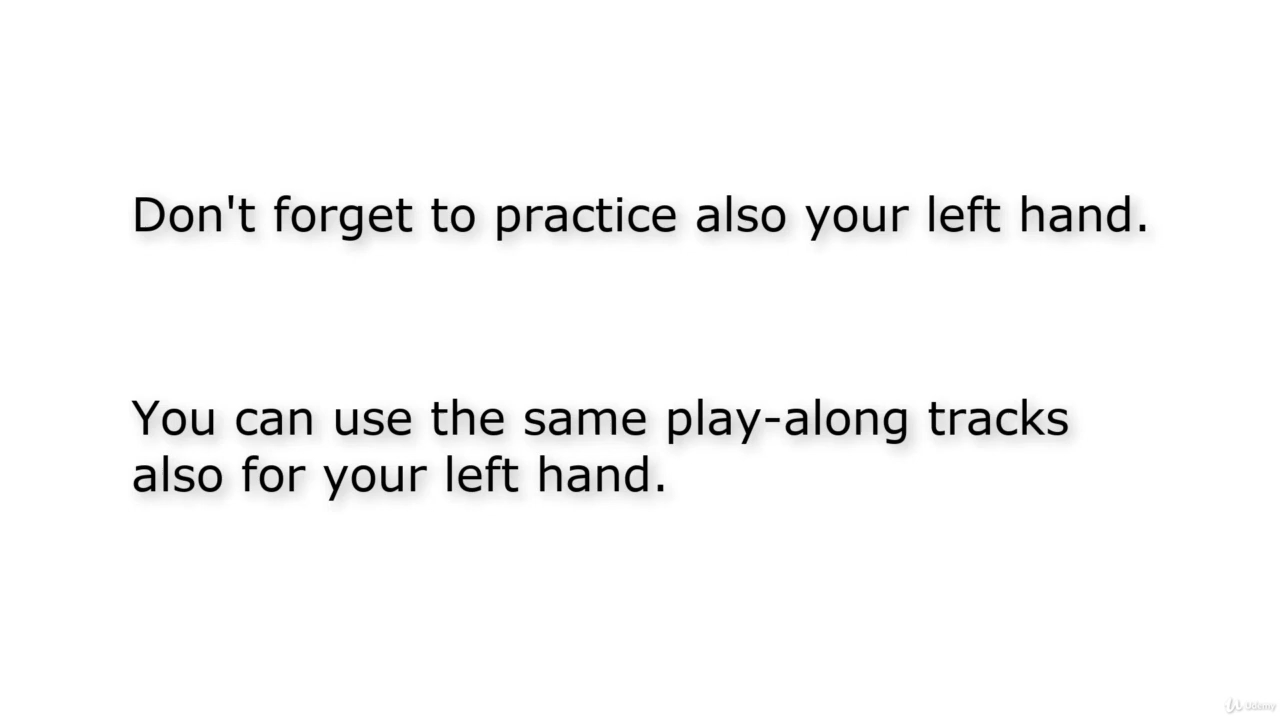 Don't forget to practice also your left hand.
You can use the same play-along tracks
also for your left hand.
Udemy